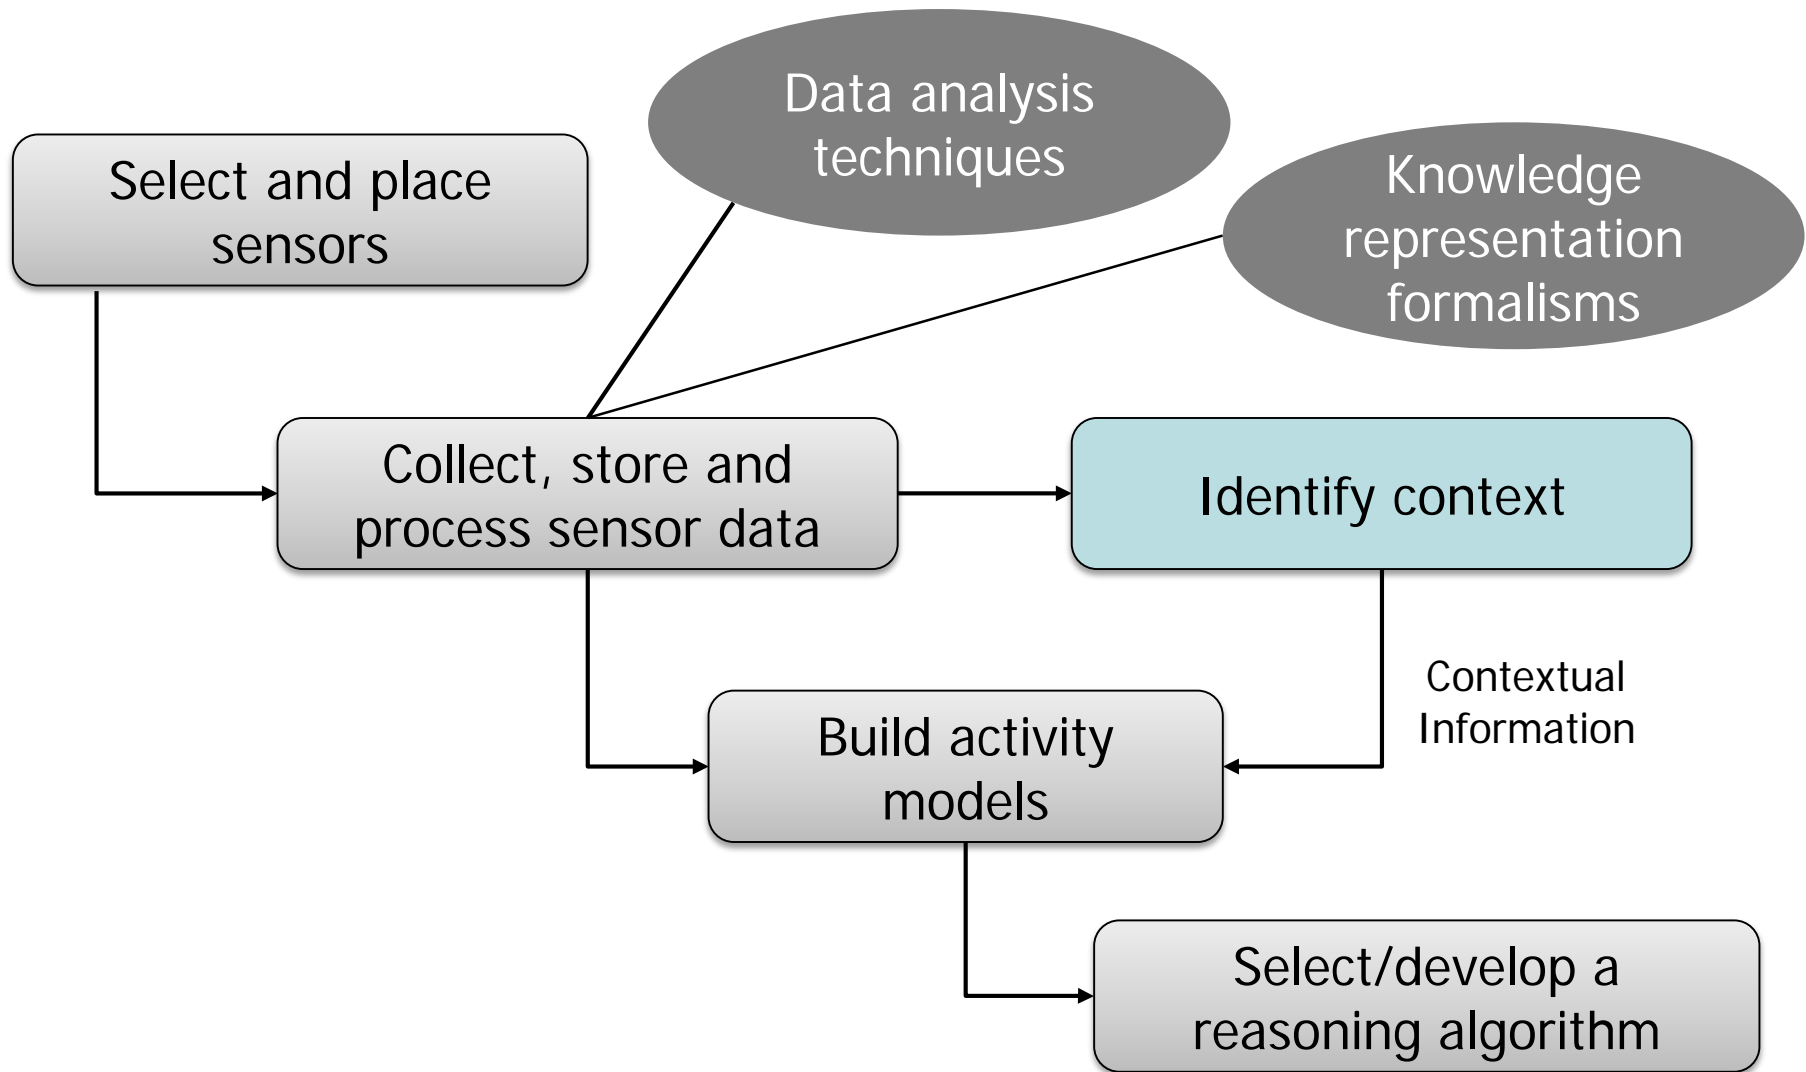 Data analysis
techniques
Select and place
sensors
Knowledge
representation
formalisms
Collect, store and
process sensor data
Identify context
Contextual
Information
Build activity
models
Select/develop a
reasoning algorithm